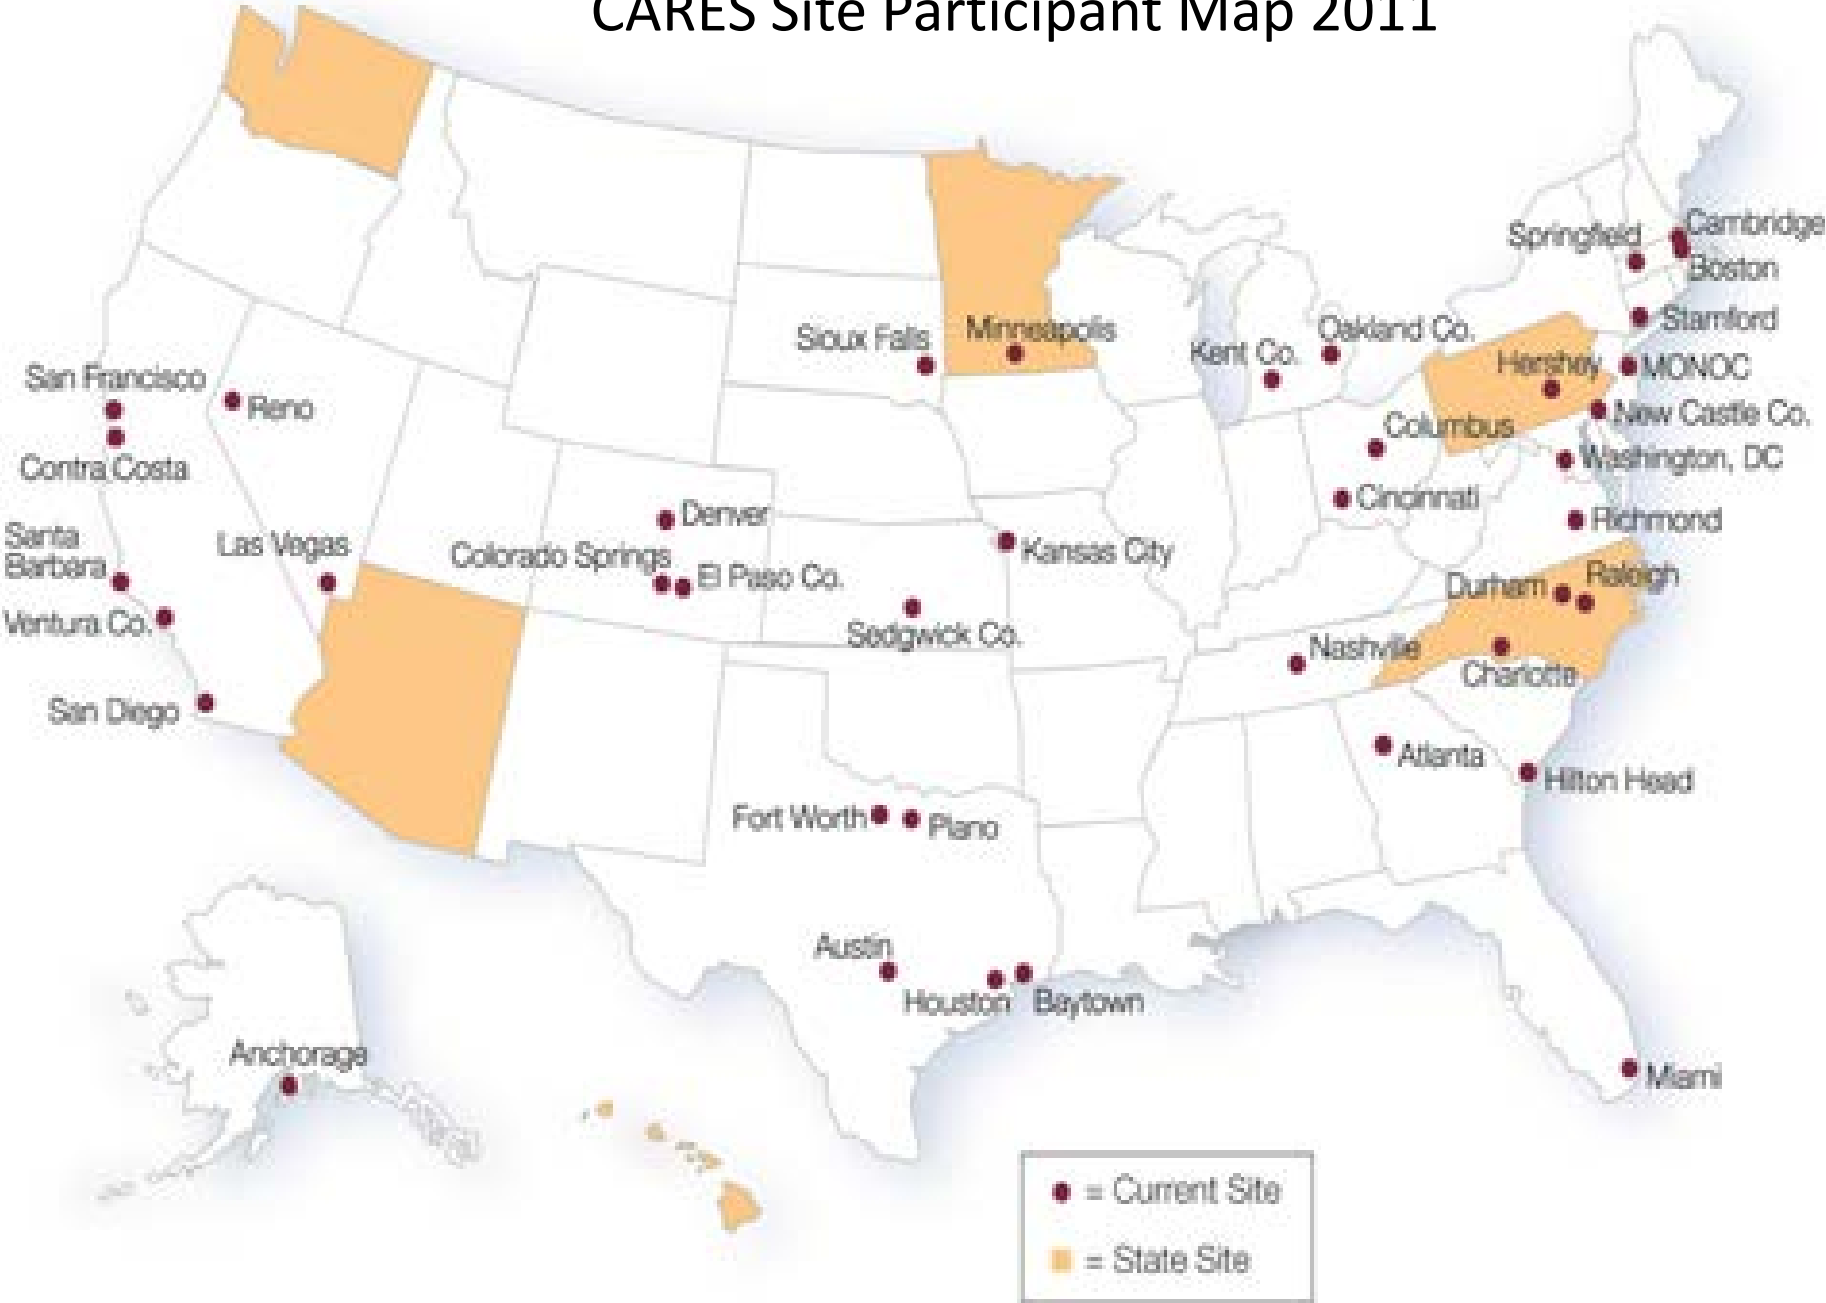 CARES Site Participant Map 2011
Cambridge
Springfield
Boston
Stamford
Oakland Co.
Minneapolis
Sioux Falls
Kent Co.
Hershey
MONOC
San Francisco
Reno
New Castle Co.
Columbus
Washington, DC
Contra Costa
Cincinnati
Denver
Richmond
Santa
Barbara
Las Vegas
Colorado Springs
Kansas City
El Paso Co.
Raleigh
Durham
Ventura Co.
Sedgwick Co.
Nashville
Charlotte
San Diego
Atlanta
Hilton Head
Fort Worth
Plano
Austin
Houston
Baytown
Anchorage
Miami
= Current Site
= State Site